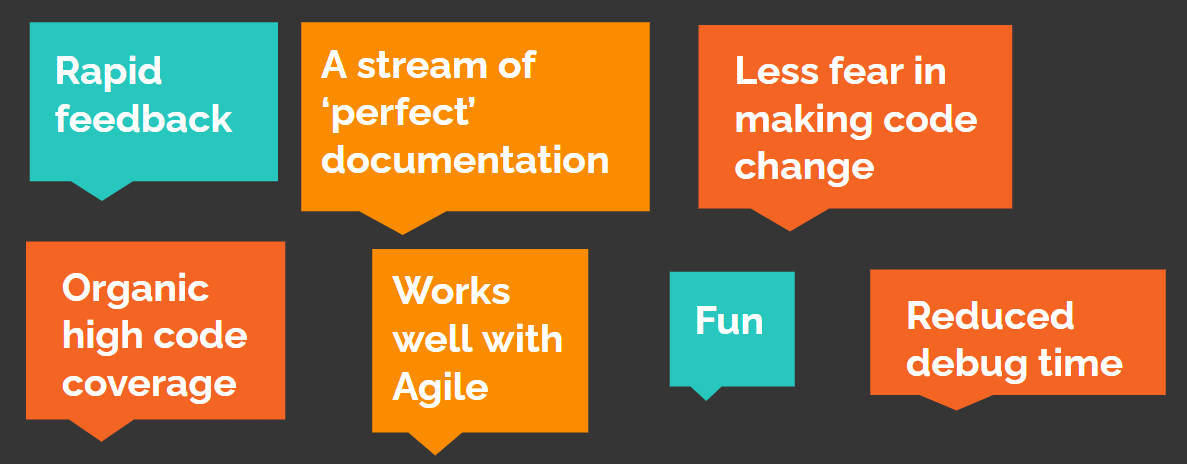 Rapid
feedback
A stream of
‘perfect’
documentation
Less fear in
making code
change
Organic
high code
coverage
Works
well with
Agile
Fun
Reduced
debug time